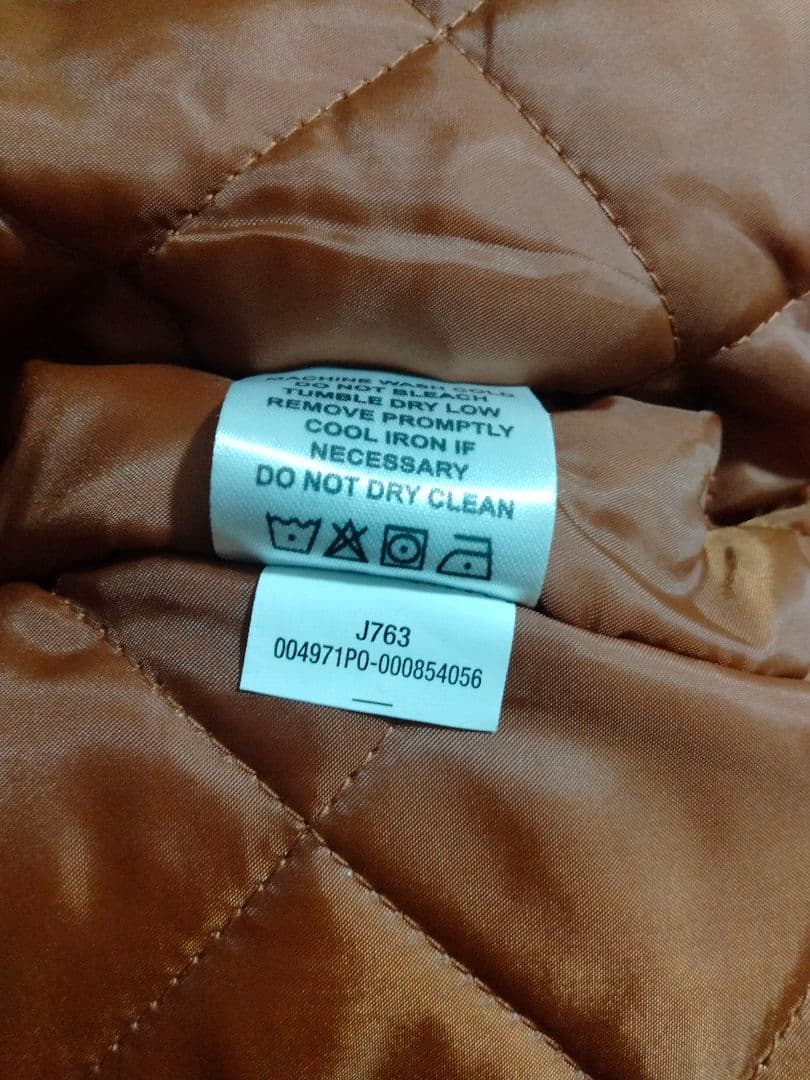 MACHINE WASH COLD
DO NOT BLEACH
TUMBLE DRY LOW
REMOVE PROMPTLY
COOL IRON IF
NECESSARY
DO NOT DRY CLEAN
J763
004971P0-000854056